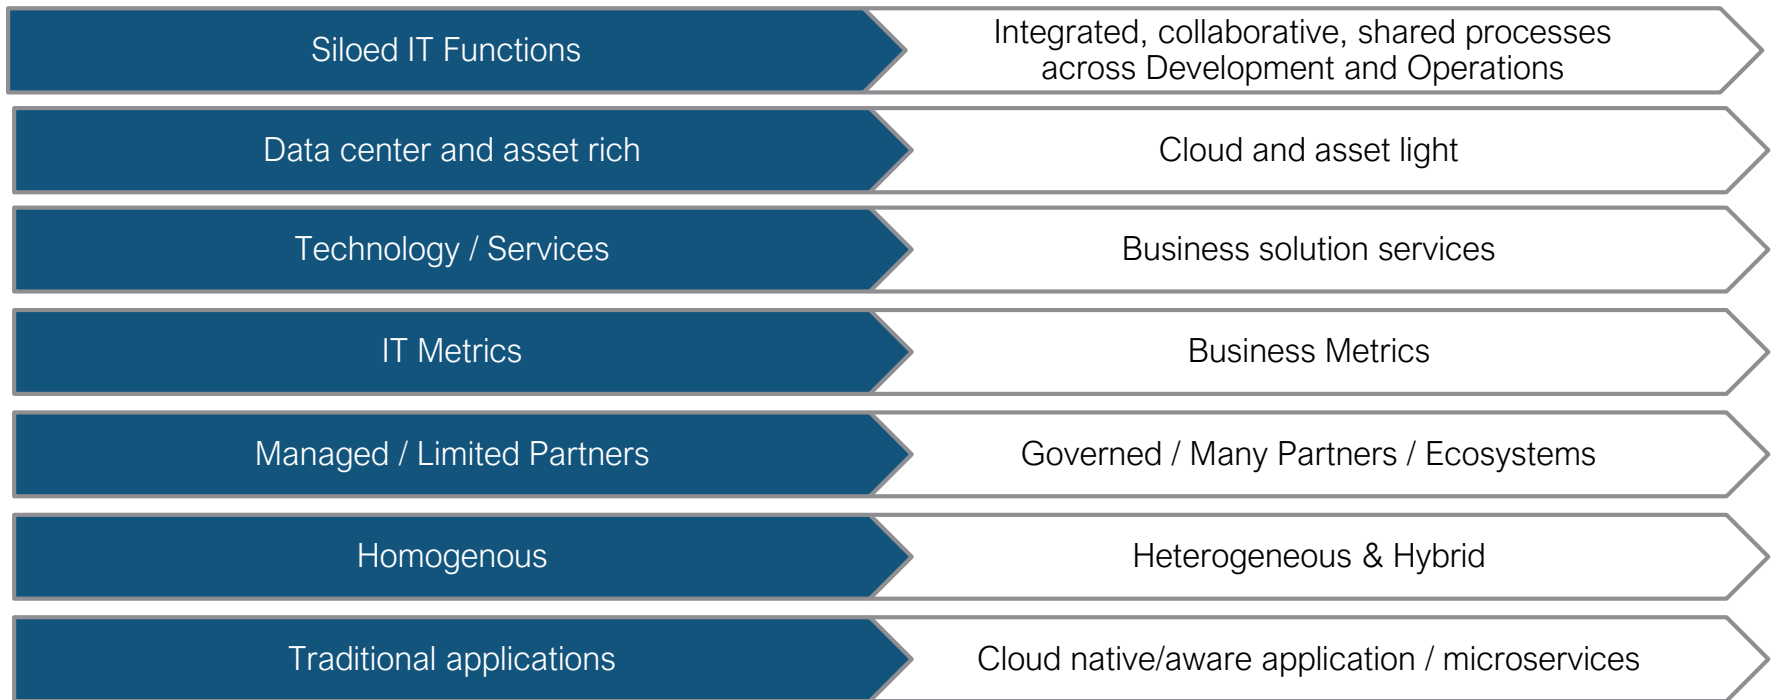 Siloed IT Functions
Integrated, collaborative, shared processes
across Development and Operations
Data center and asset rich
Cloud and asset light
Technology / Services
Business solution services
IT Metrics
Business Metrics
Managed / Limited Partners
Governed / Many Partners / Ecosystems
Homogenous
Heterogeneous & Hybrid
Traditional applications
Cloud native/aware application / microservices